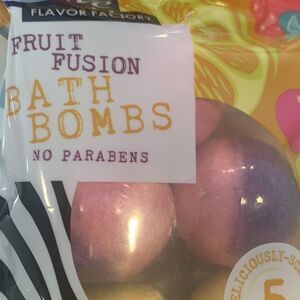 FLAVOR FACTORY
FRUIT
FUSION
BATH
BOMBS
NO PARABENS
5